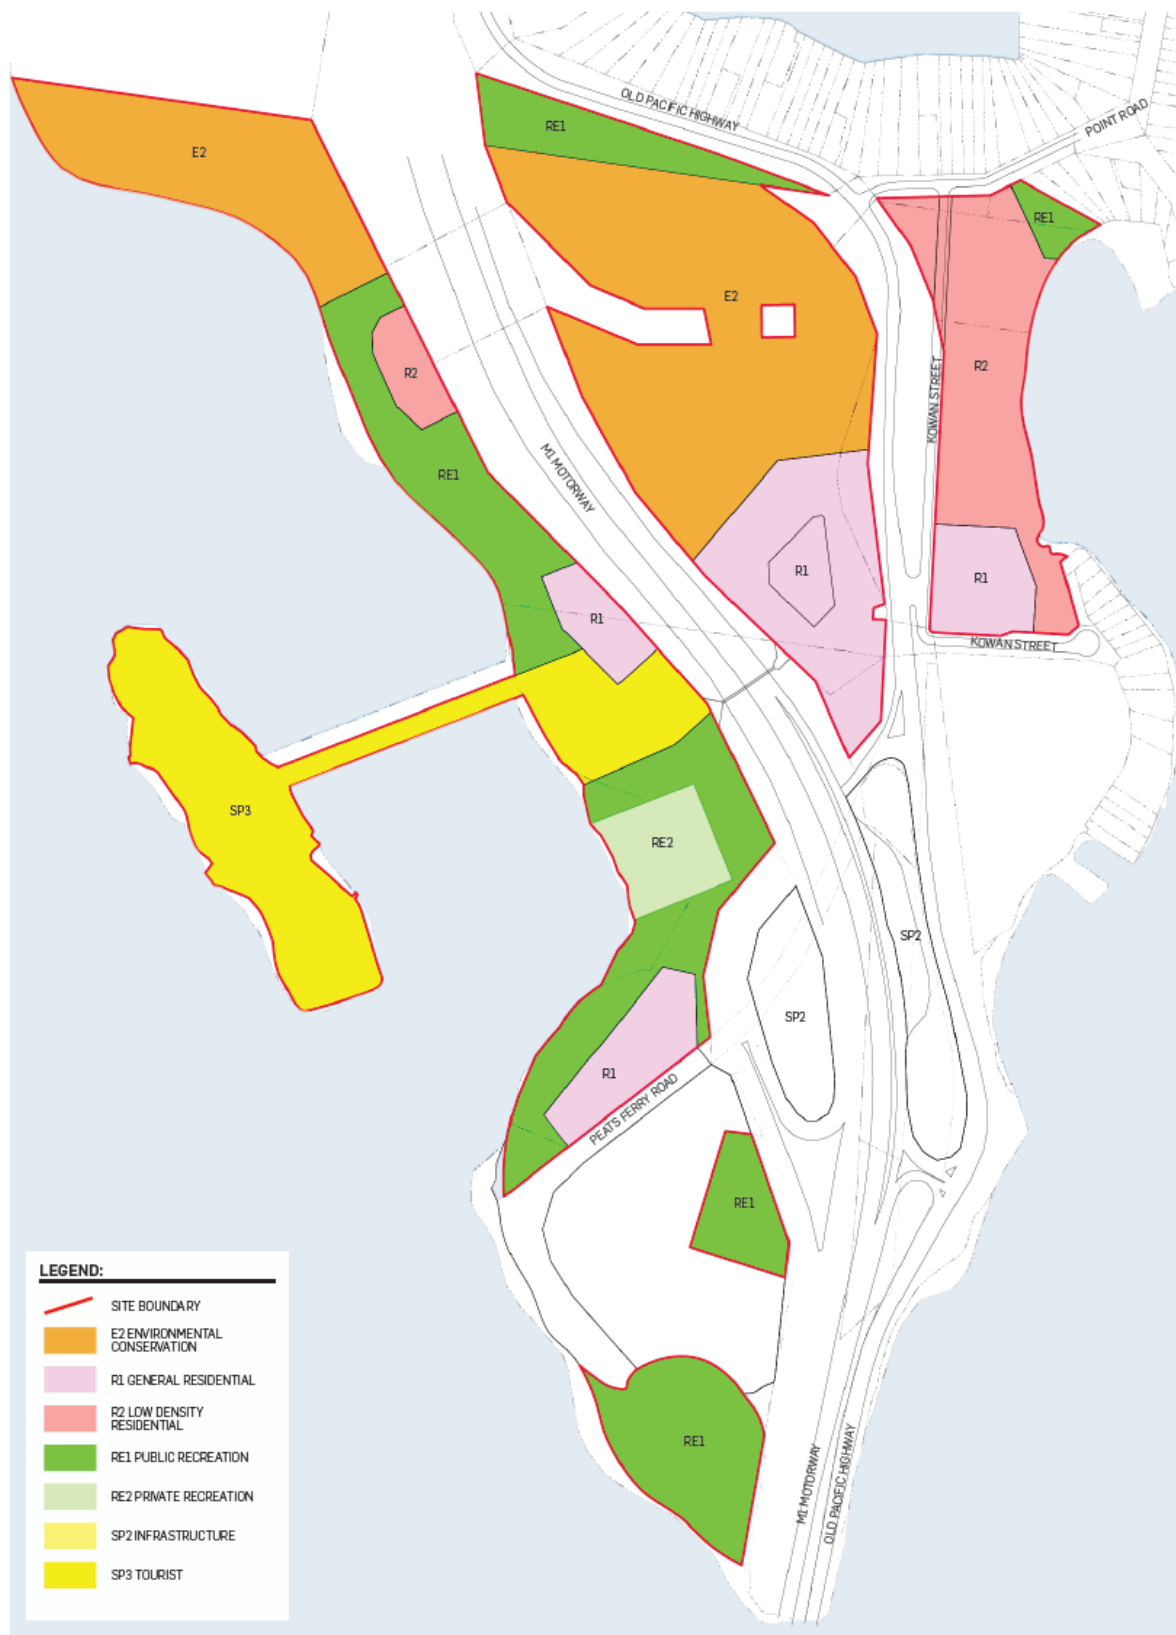 OLD PACIFIC HIGHWAY
POINT ROAD
RE1
E2
RE1
E2
R2
R2
KOWAN STREET
M1 MOTORWAY
RE1
R1
R1
R1
KOWAN STREET
SP3
RE2
SP2
SP2
R1
PEATS FERRY ROAD
RE1
RE1
M1 MOTORWAY
OLD PACIFIC HIGHWAY
LEGEND:
SITE BOUNDARY
E2 ENVIRONMENTAL
CONSERVATION
R1 GENERAL RESIDENTIAL
R2 LOW DENSITY
RESIDENTIAL
RE1 PUBLIC RECREATION
RE2 PRIVATE RECREATION
SP2 INFRASTRUCTURE
SP3 TOURIST